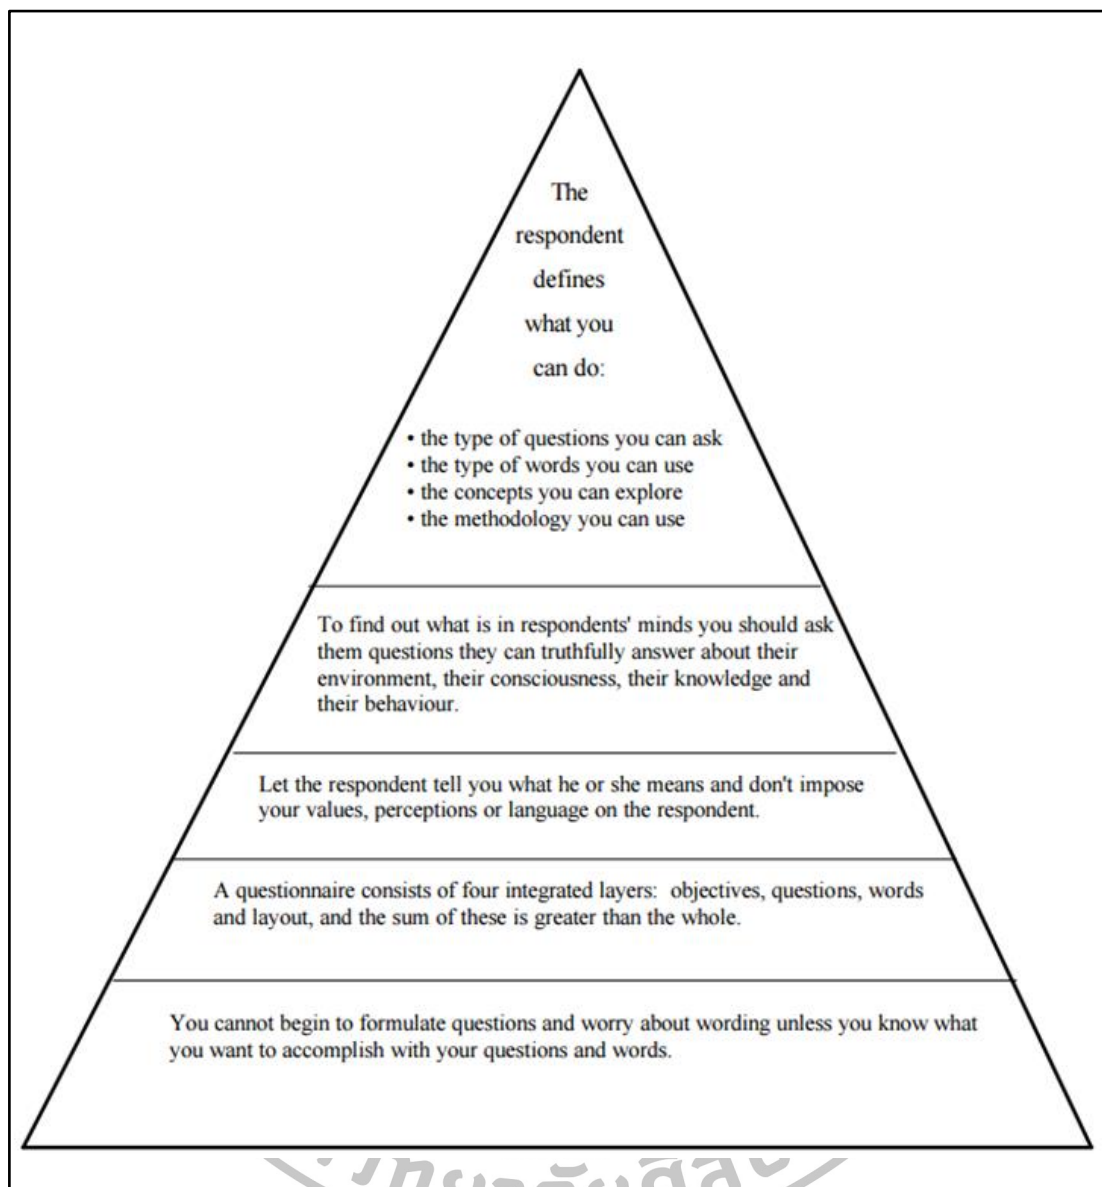 The
respondent
defines
what you
can do:
• the type of questions you can ask
• the type of words you can use
• the concepts you can explore
• the methodology you can use
To find out what is in respondents' minds you should ask
them questions they can truthfully answer about their
environment, their consciousness, their knowledge and
their behaviour.
Let the respondent tell you what he or she means and don't impose
your values, perceptions or language on the respondent.
A questionnaire consists of four integrated layers:  objectives, questions, words
and layout, and the sum of these is greater than the whole.
You cannot begin to formulate questions and worry about wording unless you know what
you want to accomplish with your questions and words.